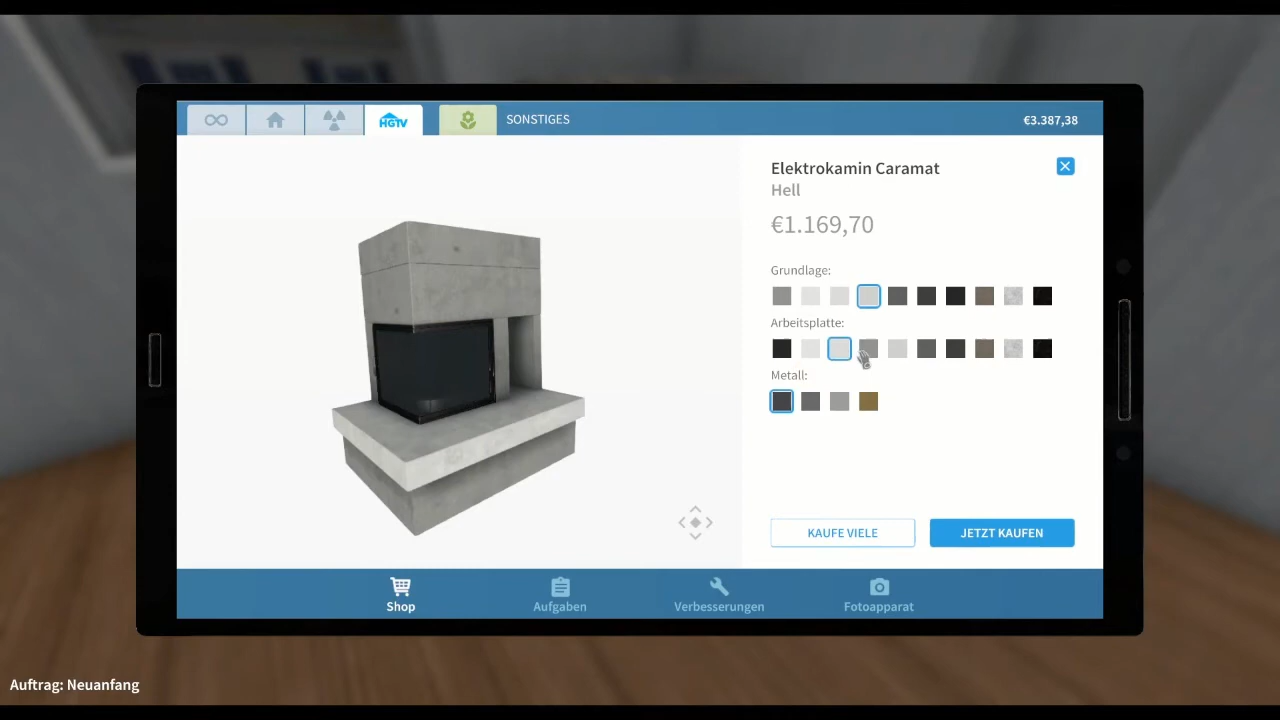 HGTV
SONSTIGES
€3.387,38
Elektrokamin Caramat
Hell
€1.169,70
Grundlage:
Arbeitsplatte:
Metall:
KAUFE VIELE
JETZT KAUFEN
Shop
Aufgaben
Verbesserungen
Fotoapparat
Auftrag: Neuanfang